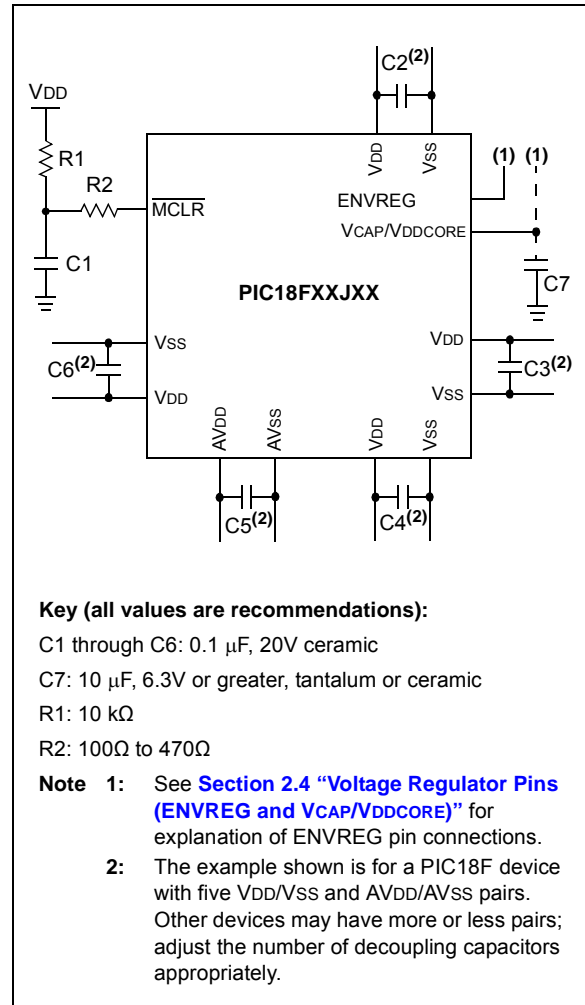 C2(2)
VDD
R1
R2
C1
VDD
VSS
(1) (1)
MCLR
ENVREG
VCAP/VDDCORE
C7
PIC18FXXJXX
VSS
C6(2)
VDD
VDD
C3(2)
VSS
AVDD
AVSS
VDD
VSS
C5(2)
C4(2)
Key (all values are recommendations):
C1 through C6: 0.1 μF, 20V ceramic
C7: 10 μF, 6.3V or greater, tantalum or ceramic
R1: 10 kΩ
R2: 100Ω to 470Ω
Note 1: See Section 2.4 “Voltage Regulator Pins
(ENVREG and VCAP/VDDCORE)” for
explanation of ENVREG pin connections.
2: The example shown is for a PIC18F device
with five VDD/VSS and AVDD/AVSS pairs.
Other devices may have more or less pairs;
adjust the number of decoupling capacitors
appropriately.